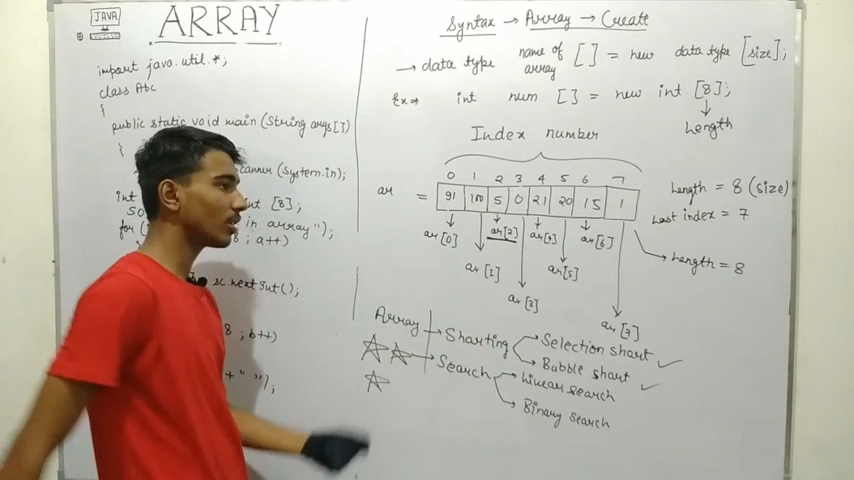 JAVA
ARRAY
import java.util.*;
class Abc
{
public static void main (String args[])
{
canner (System.in);
int nt [8];
SO in array");
for ( 8 ; a++)
sc.nextInt();
8 ; b++)
+ " ");
Syntax → Array → Create
→ data type name of array [ ] = new data type [size];
Ex ⇒ int num [ ] = new int [8];
Length
Index number
0 1 2 3 4 5 6 7
ar = 91 100 5 0 21 20 15 1
ar[0] ar[2] ar[4] ar[6]
ar[1] ar[5]
ar[3]
ar[7]
Length = 8 (size)
Last index = 7
Length = 8
Array
Sharting
Selection short
Babble short
Search
Linear search
Binary search